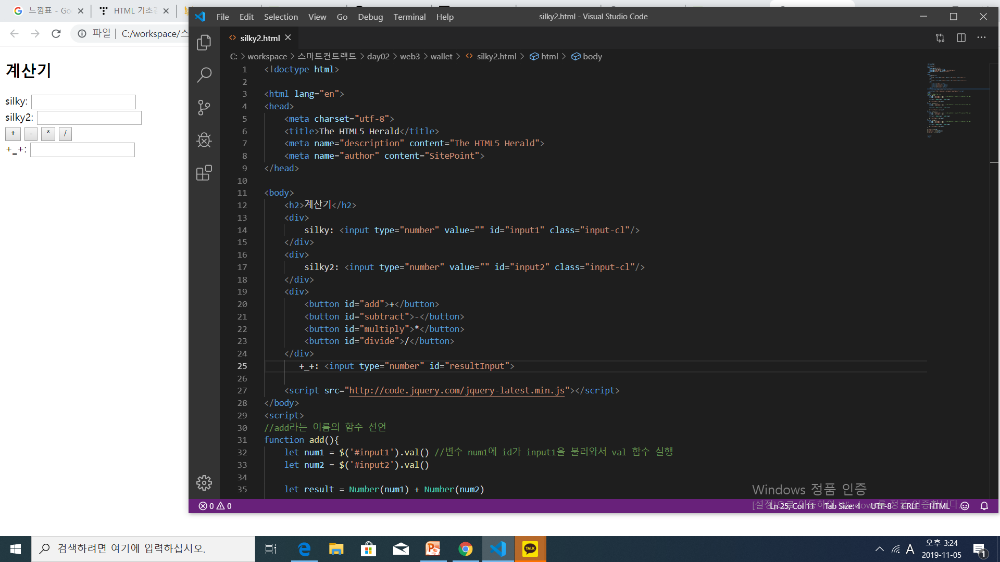 느낌표 - Go
HTML 기초
파일 | C:/workspace/스
계산기
silky:
silky2:
+ - * /
+_+:
File Edit Selection View Go Debug Terminal Help
silky2.html - Visual Studio Code
silky2.html
C: > workspace > 스마트컨트랙트 > day02 > web3 > wallet > silky2.html > html > body
1 <!doctype html>
2
3 <html lang="en">
4 <head>
5 <meta charset="utf-8">
6 <title>The HTML5 Herald</title>
7 <meta name="description" content="The HTML5 Herald">
8 <meta name="author" content="SitePoint">
9 </head>
10
11 <body>
12 <h2>계산기</h2>
13 <div>
14 silky: <input type="number" value="" id="input1" class="input-cl"/>
15 </div>
16 <div>
17 silky2: <input type="number" value="" id="input2" class="input-cl"/>
18 </div>
19 <div>
20 <button id="add">+</button>
21 <button id="subtract">-</button>
22 <button id="multiply">*</button>
23 <button id="divide">/</button>
24 </div>
25 +_+: <input type="number" id="resultInput">
26
27 <script src="http://code.jquery.com/jquery-latest.min.js"></script>
28 </body>
29 <script>
30 //add라는 이름의 함수 선언
31 function add(){
32 let num1 = $('#input1').val() //변수 num1에 id가 input1을 불러와서 val 함수 실행
33 let num2 = $('#input2').val()
34
35 let result = Number(num1) + Number(num2)
Windows 정품 인증
[설정]으로 이동하여 Windows를 정품 인증합니다.
0 0
Ln 25, Col 11 Tab Size: 4 UTF-8 CRLF HTML
검색하려면 여기에 입력하십시오.
TALK
A
오후 3:24
2019-11-05
1